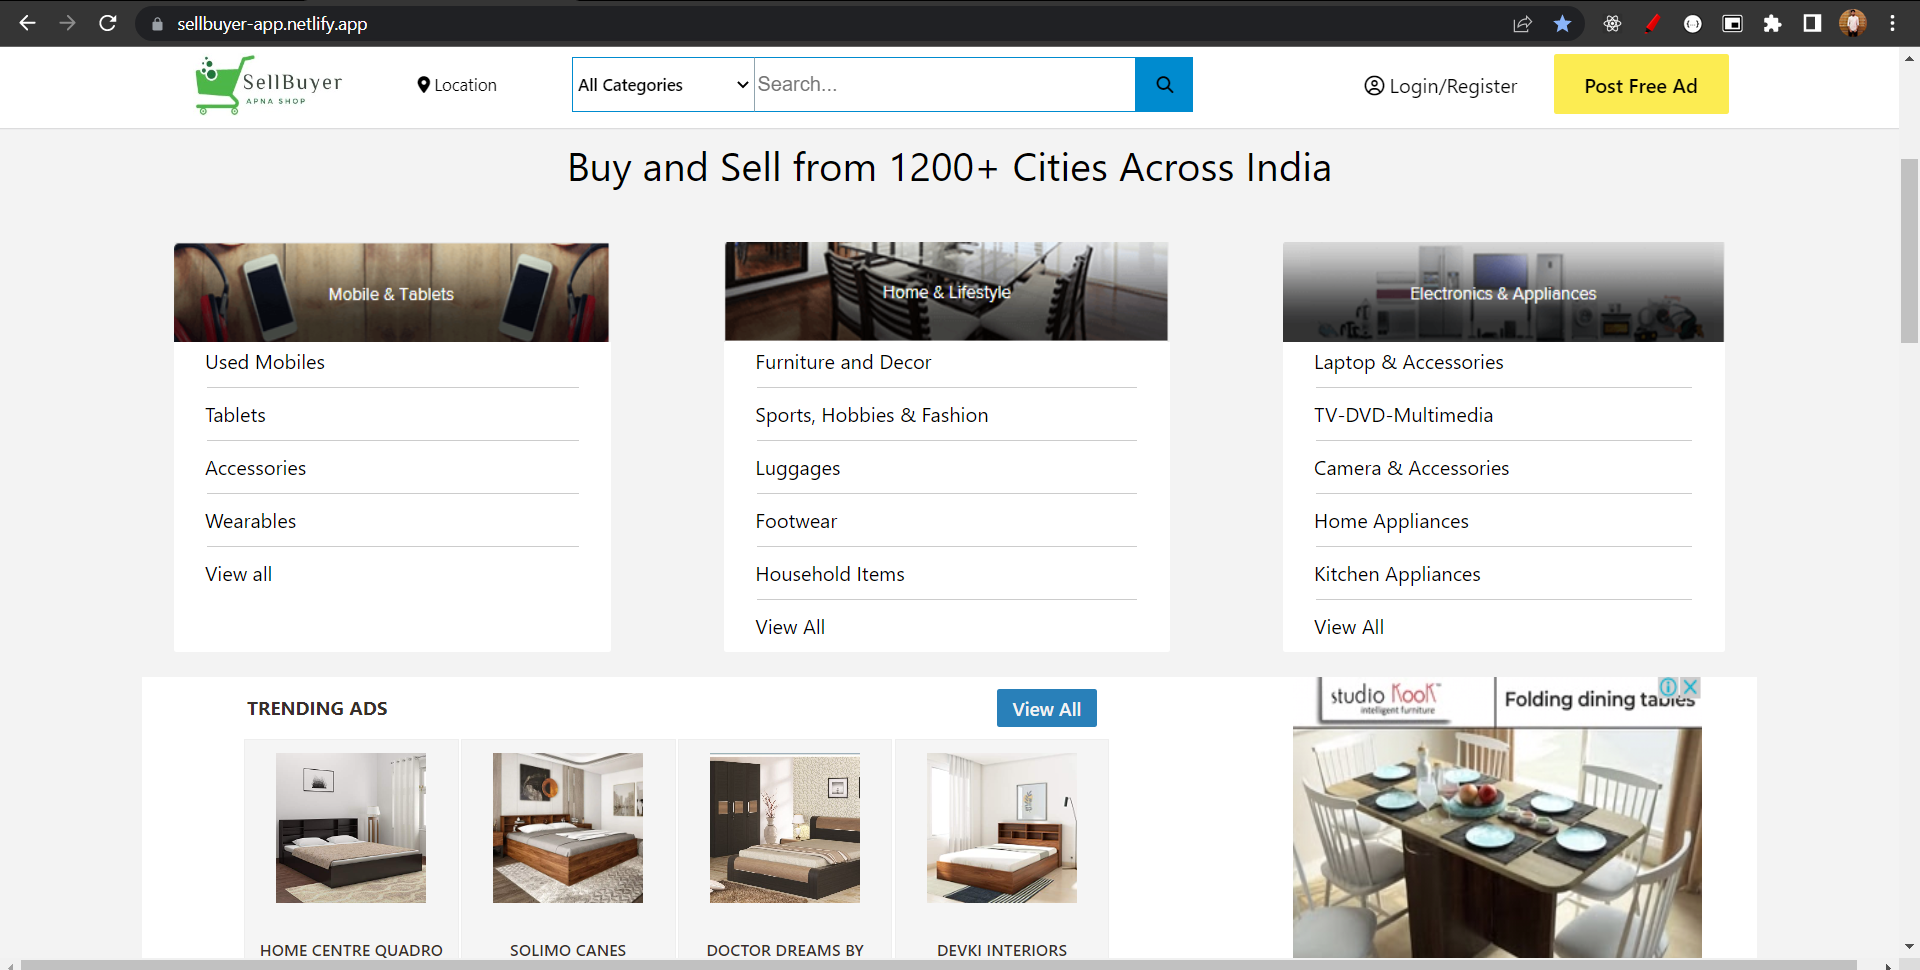 sellbuyer-app.netlify.app
SellBuyer
APNA SHOP
Location
All Categories
Search...
Login/Register
Post Free Ad
Buy and Sell from 1200+ Cities Across India
Mobile & Tablets
Used Mobiles
Tablets
Accessories
Wearables
View all
Home & Lifestyle
Furniture and Decor
Sports, Hobbies & Fashion
Luggages
Footwear
Household Items
View All
Electronics & Appliances
Laptop & Accessories
TV-DVD-Multimedia
Camera & Accessories
Home Appliances
Kitchen Appliances
View All
TRENDING ADS
View All
HOME CENTRE QUADRO
SOLIMO CANES
DOCTOR DREAMS BY
DEVKI INTERIORS
studio KooK™
intelligent furniture
Folding dining tables